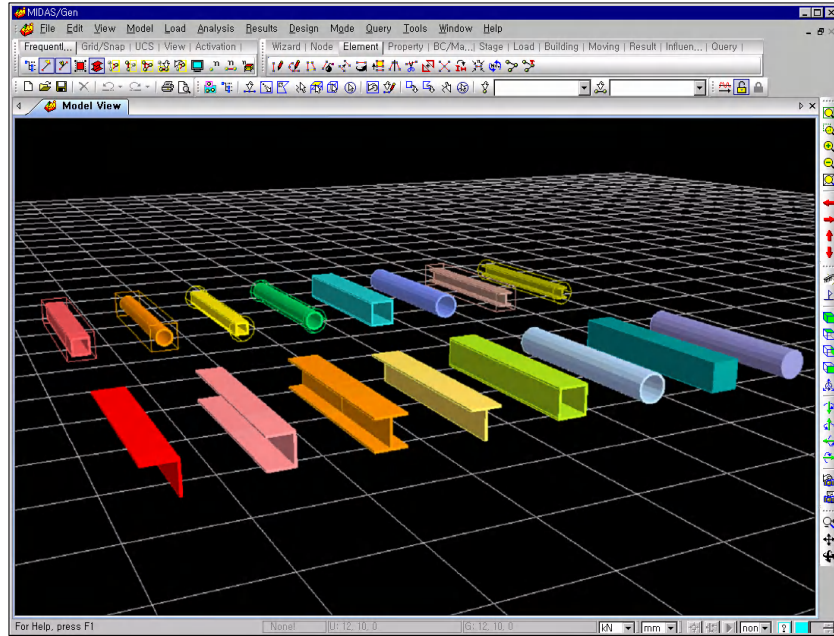 MIDAS/Gen
File Edit View Model Load Analysis Results Design Mode Query Tools Window Help
Frequentl... | Grid/Snap | UCS | View | Activation | Wizard | Node | Element | Property | BC/Ma... | Stage | Load | Building | Moving | Result | Influen... | Query |
Model View
For Help, press F1 None! U: 12, 10, 0 G: 12, 10, 0 kN mm non ?